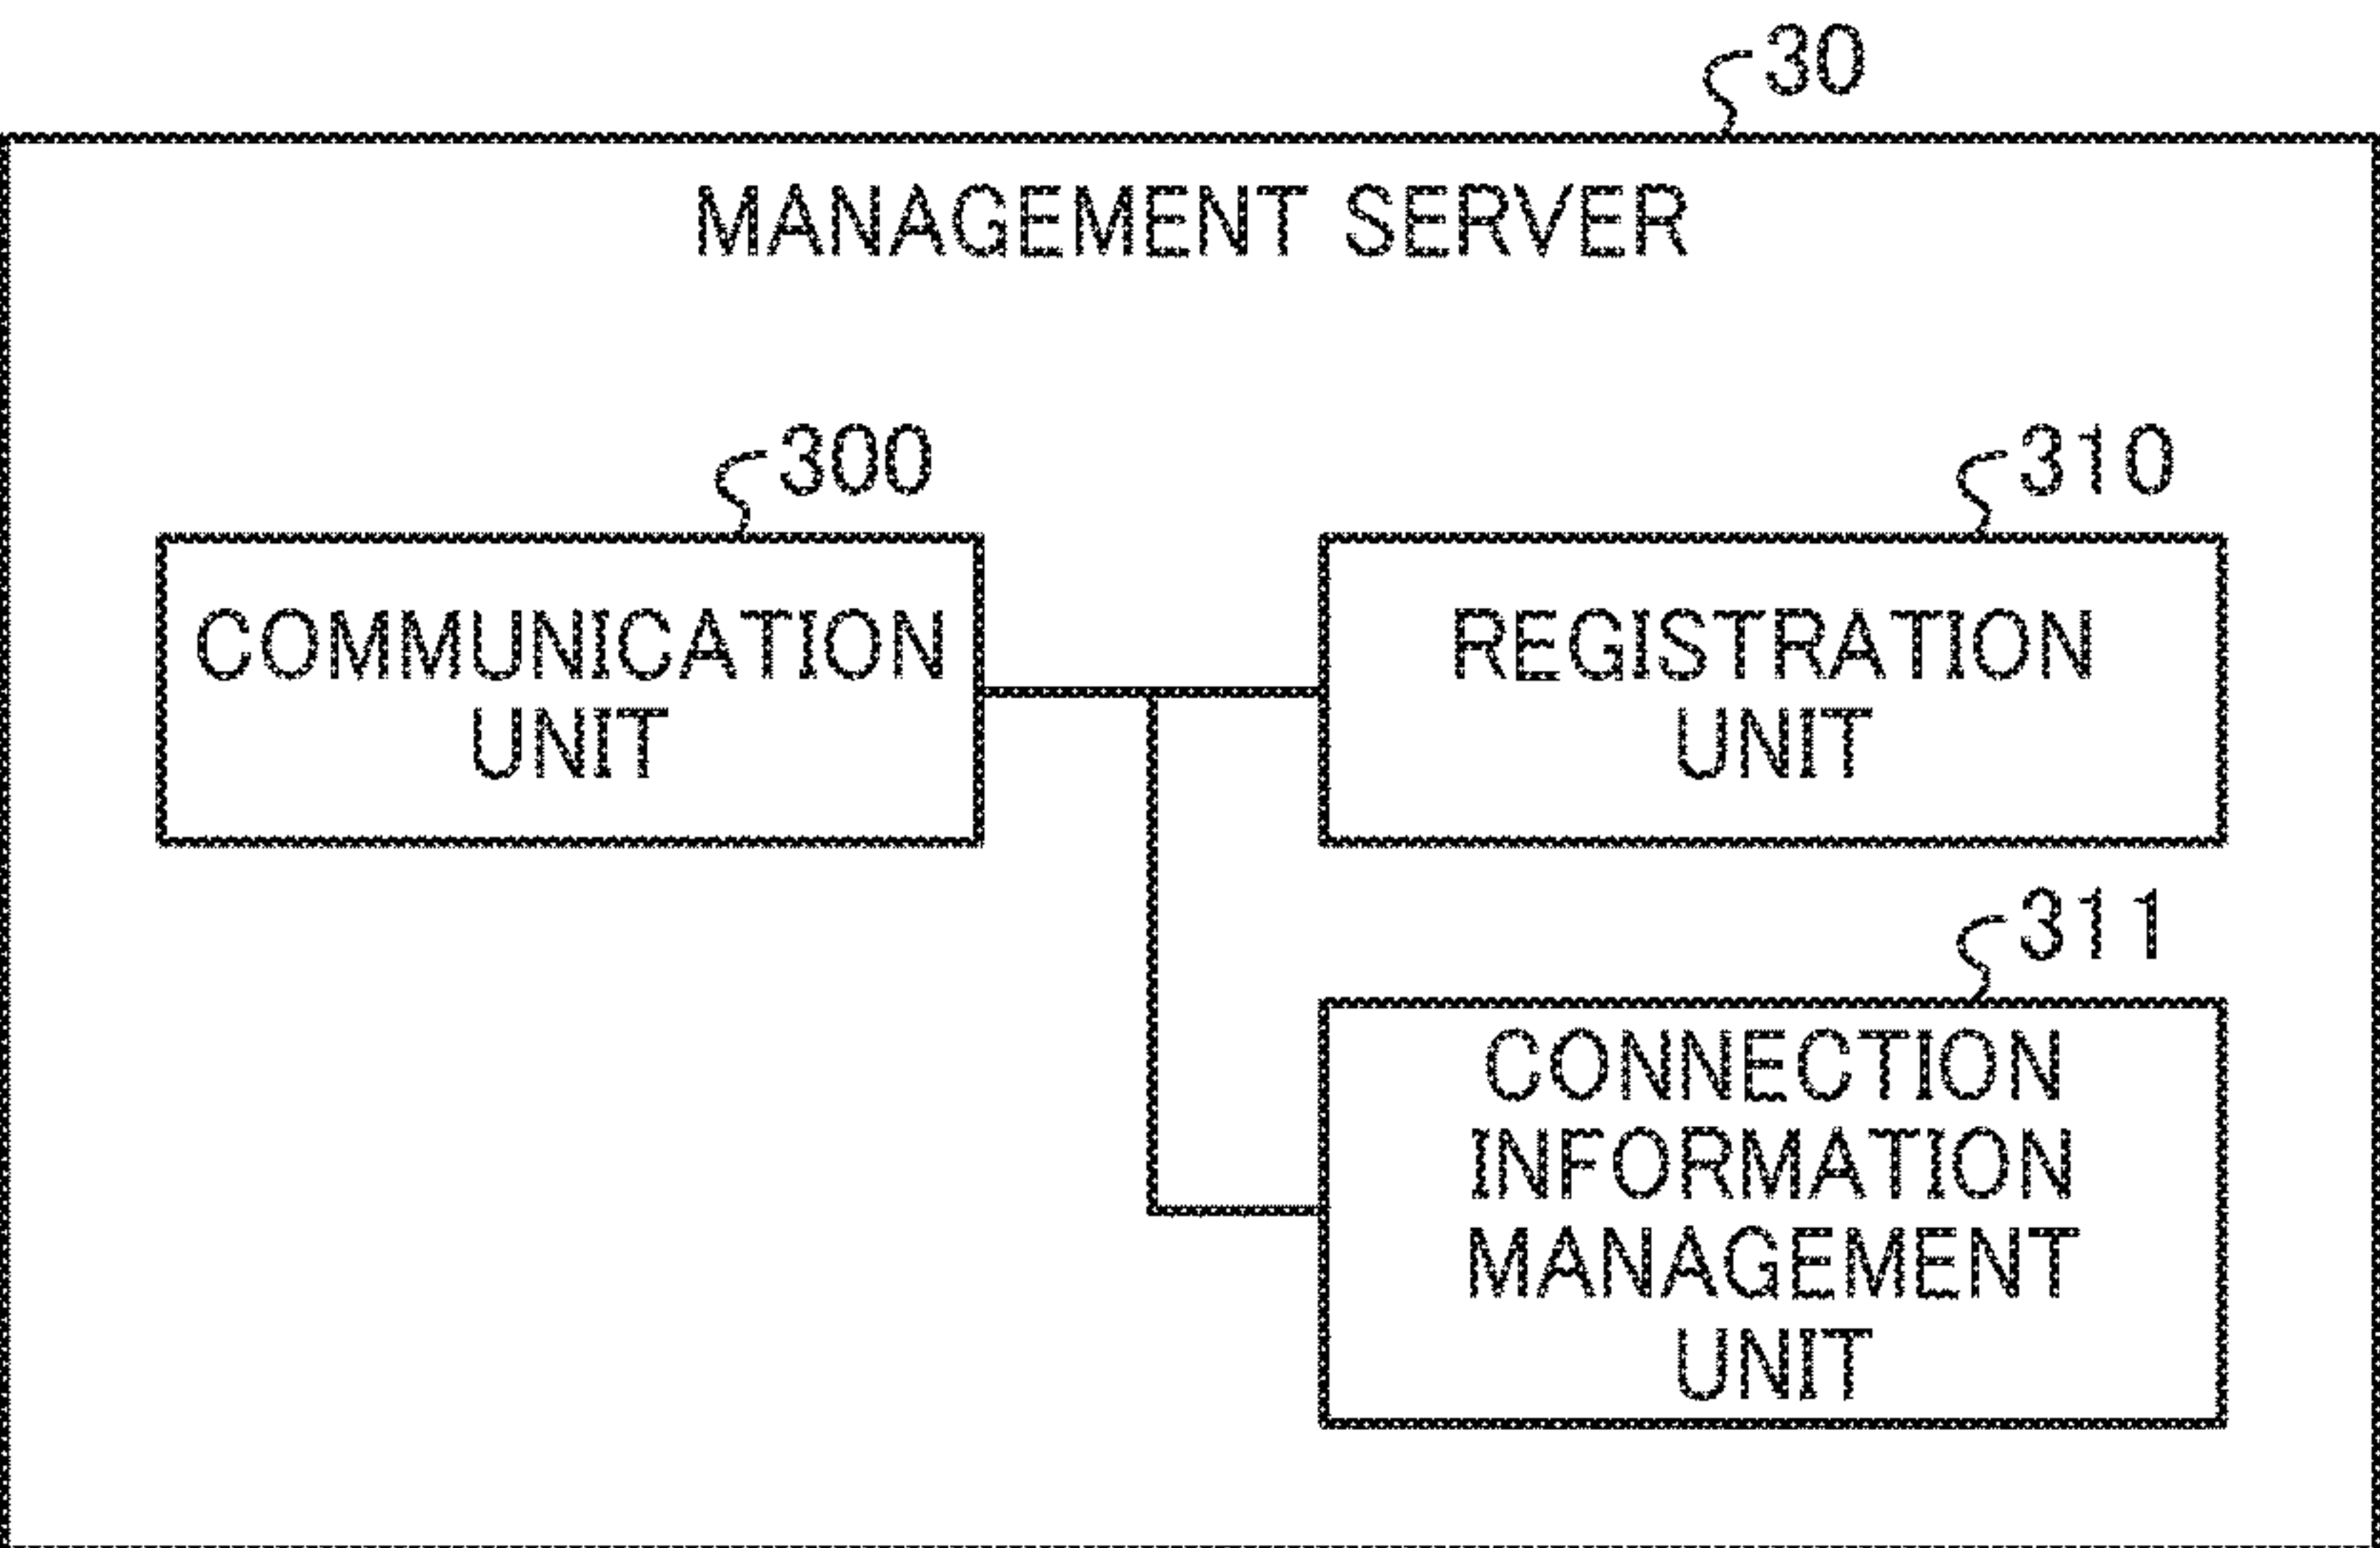 30
MANAGEMENT SERVER
300
COMMUNICATION
UNIT
310
REGISTRATION
UNIT
311
CONNECTION
INFORMATION
MANAGEMENT
UNIT